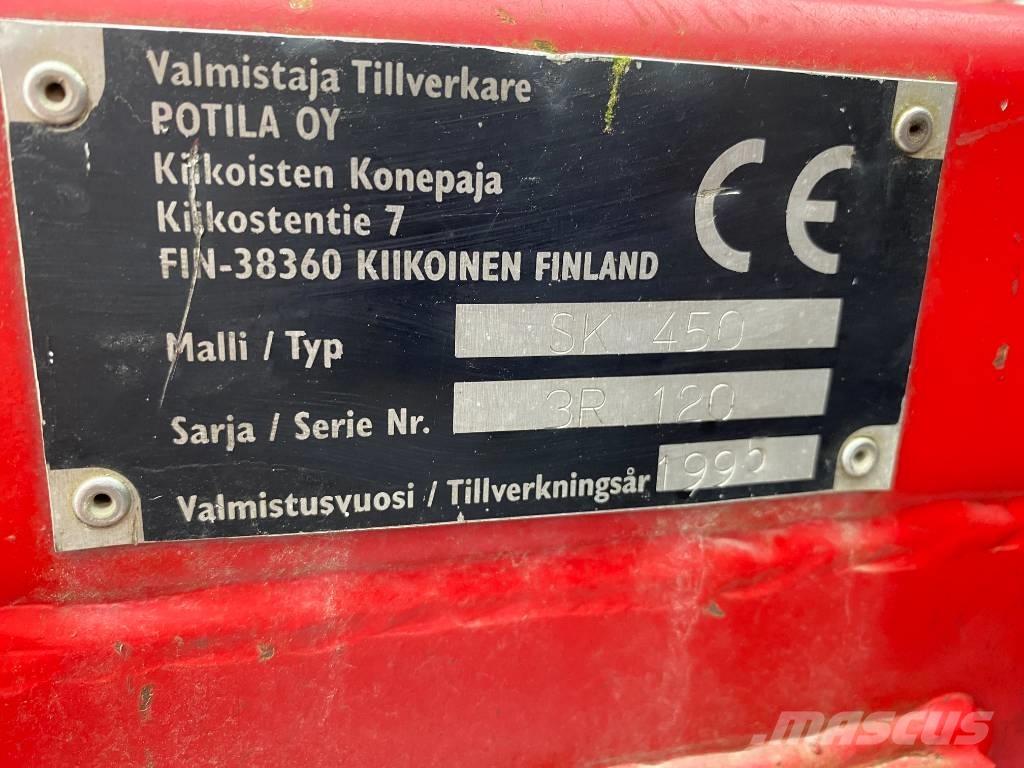 Valmistaja Tillverkare
POTILA OY
Kiikoisten Konepaja
Kiikostentie 7
FIN-38360 KIIKOINEN FINLAND
CE
Malli / Typ SK 450
Sarja / Serie Nr. 3R 120
Valmistusvuosi / Tillverkningsår 1995
MASCUS